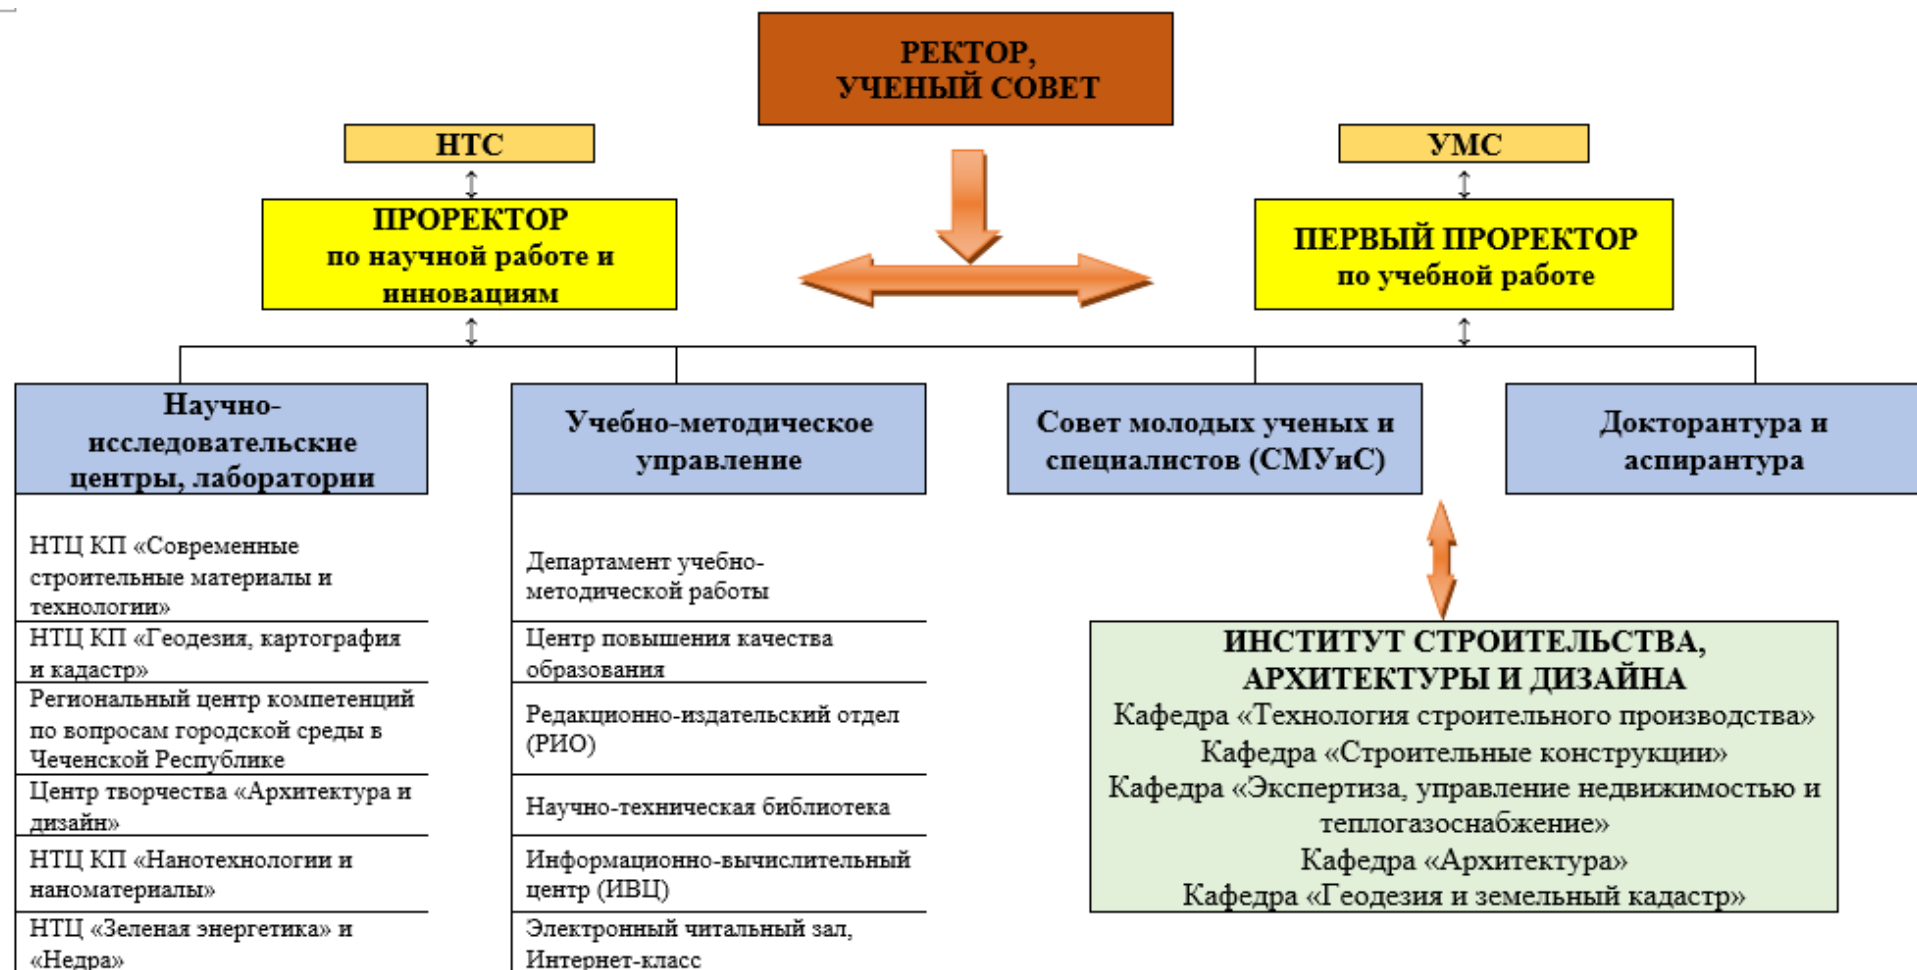 РЕКТОР,
УЧЕНЫЙ СОВЕТ
НТС
УМС
ПРОРЕКТОР
по научной работе и
инновациям
ПЕРВЫЙ ПРОРЕКТОР
по учебной работе
Научно-
исследовательские
центры, лаборатории
Учебно-методическое
управление
Совет молодых ученых и
специалистов (СМУиС)
Докторантура и
аспирантура
НТЦ КП «Современные
строительные материалы и
технологии»
НТЦ КП «Геодезия, картография
и кадастр»
Региональный центр компетенций
по вопросам городской среды в
Чеченской Республике
Центр творчества «Архитектура и
дизайн»
НТЦ КП «Нанотехнологии и
наноматериалы»
НТЦ «Зеленая энергетика» и
«Недра»
Департамент учебно-
методической работы
Центр повышения качества
образования
Редакционно-издательский отдел
(РИО)
Научно-техническая библиотека
Информационно-вычислительный
центр (ИВЦ)
Электронный читальный зал,
Интернет-класс
ИНСТИТУТ СТРОИТЕЛЬСТВА,
АРХИТЕКТУРЫ И ДИЗАЙНА
Кафедра «Технология строительного производства»
Кафедра «Строительные конструкции»
Кафедра «Экспертиза, управление недвижимостью и
теплогазоснабжение»
Кафедра «Архитектура»
Кафедра «Геодезия и земельный кадастр»